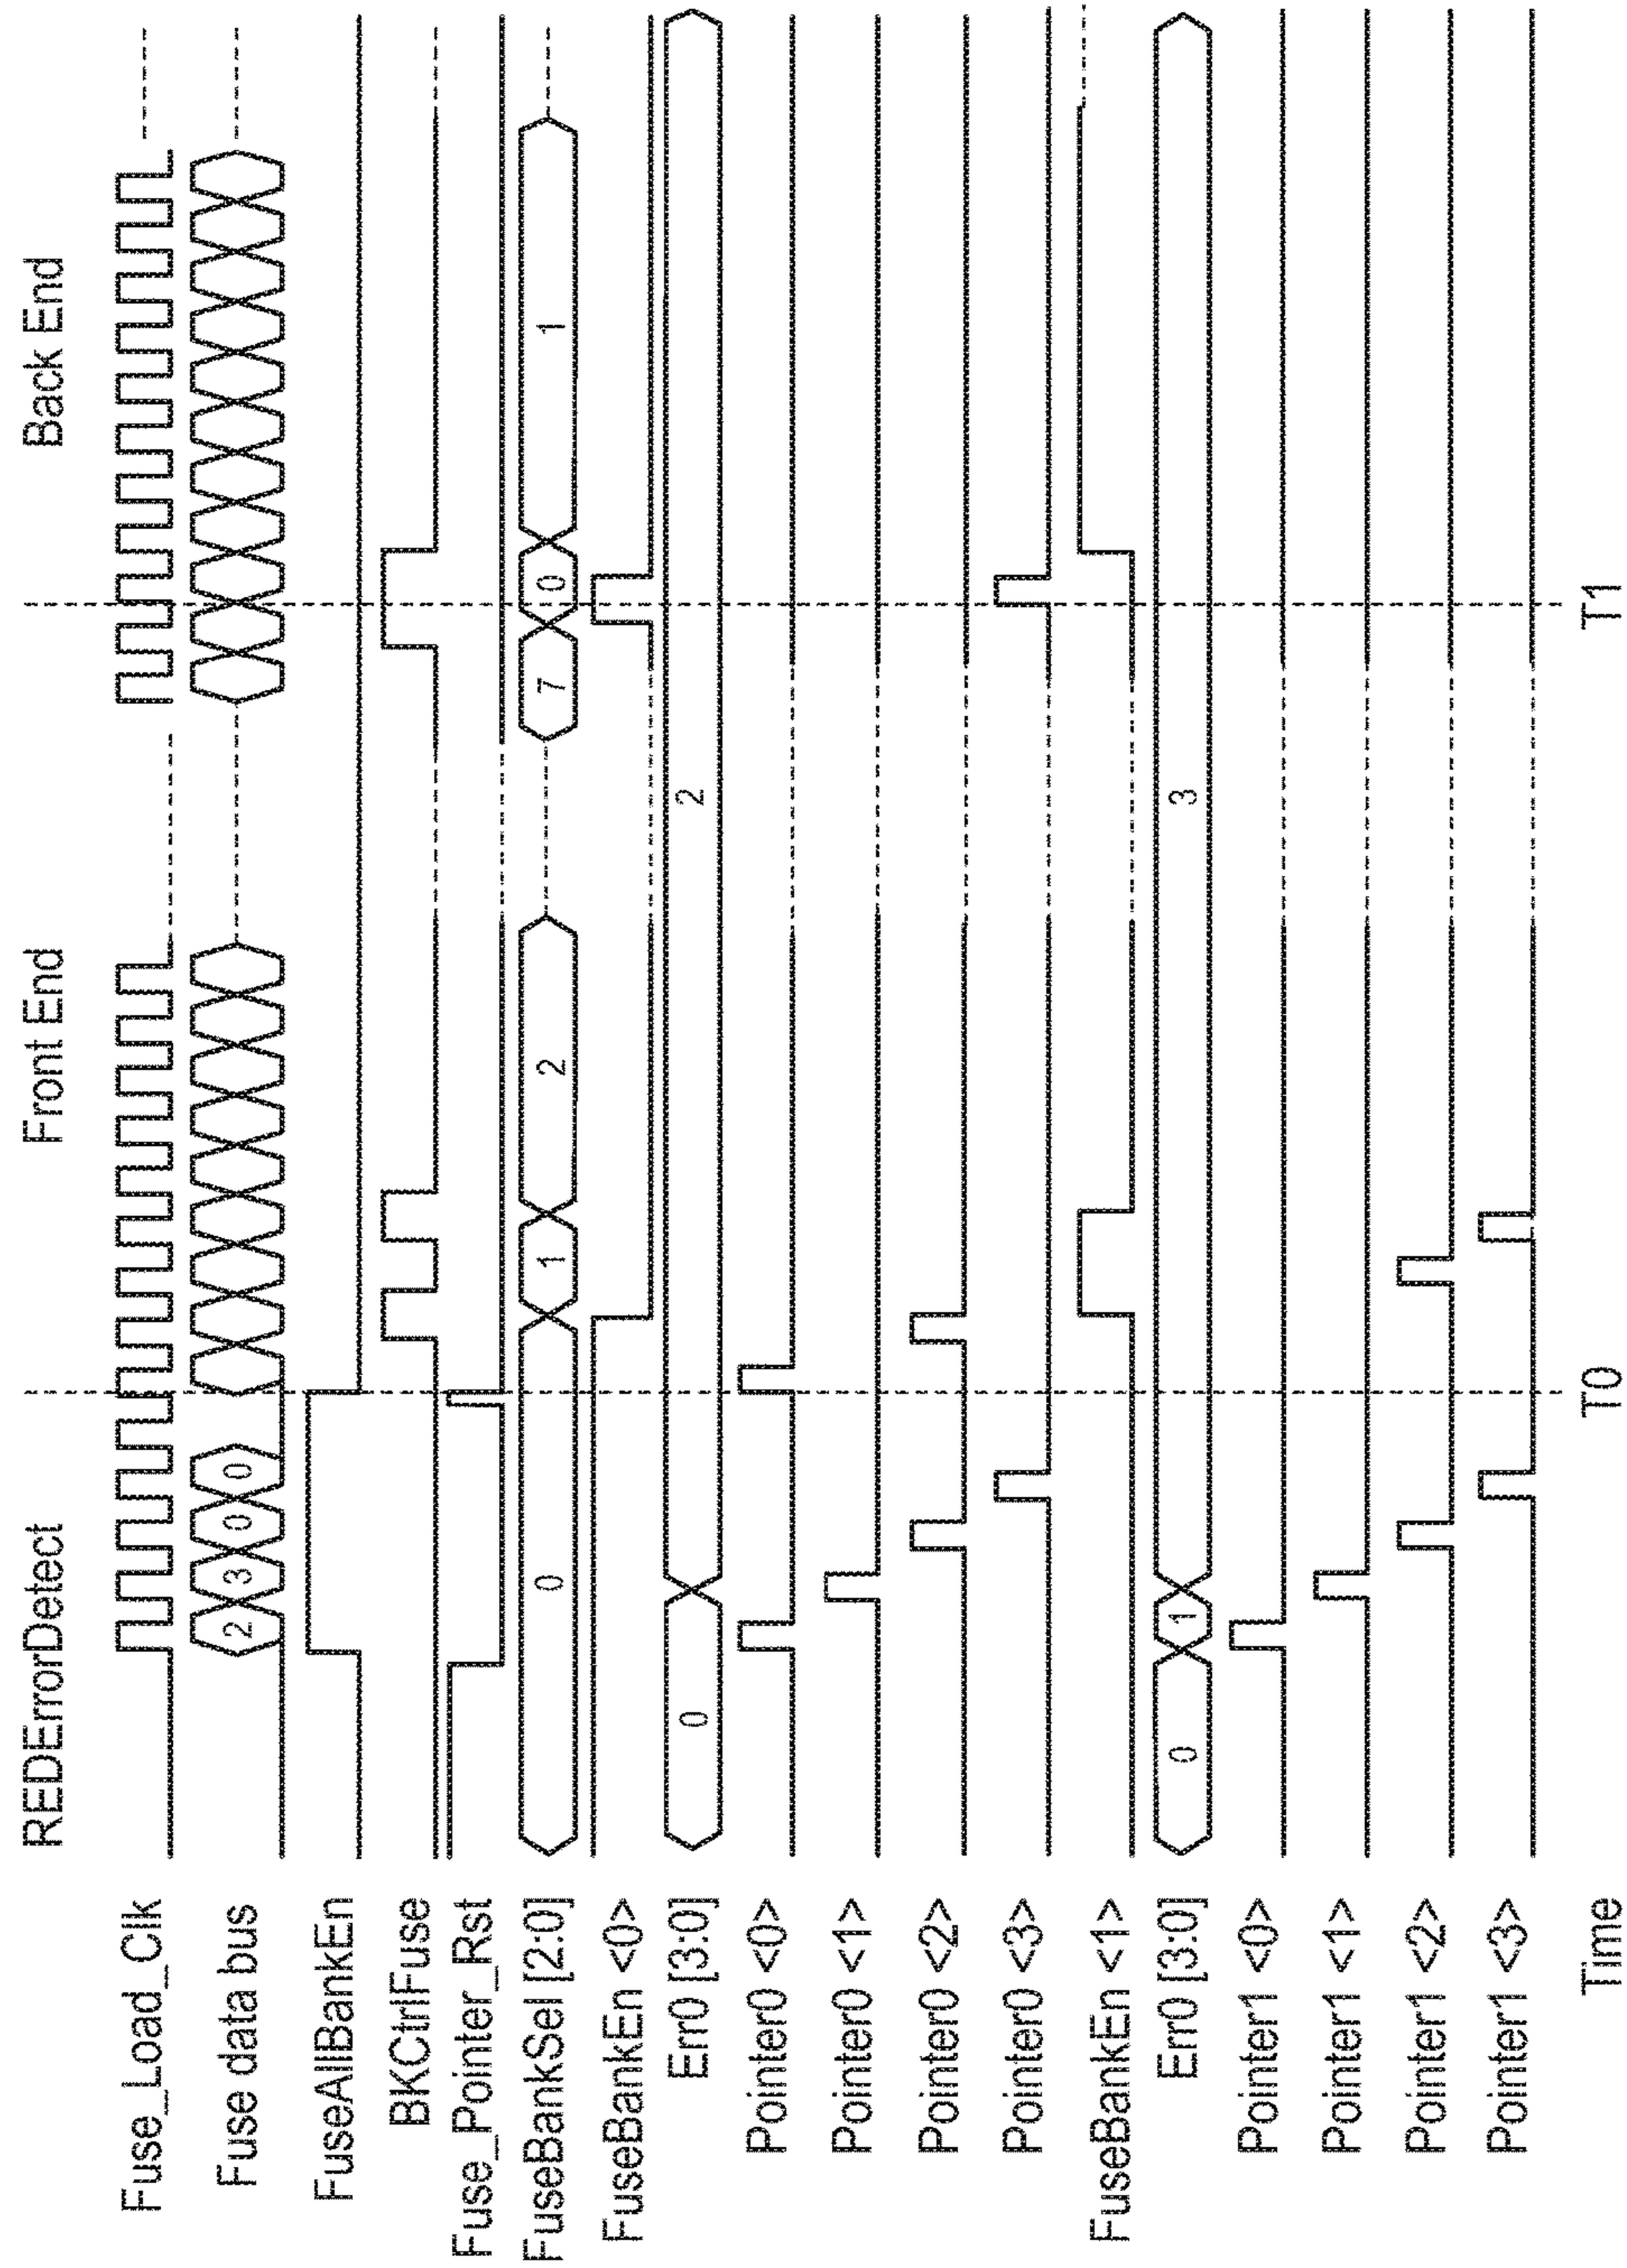 REDErrorDetect Front End Back End
Fuse_Load_Clk
Fuse data bus 2 3 0 0
FuseAllBankEn
BKCtrlFuse
Fuse_Pointer_Rst
FuseBankSel [2:0] 0 1 2 7 0 1
FuseBankEn <0>
Err0 [3:0] 0 2
Pointer0 <0>
Pointer0 <1>
Pointer0 <2>
Pointer0 <3>
FuseBankEn <1>
Err0 [3:0] 0 1 3
Pointer1 <0>
Pointer1 <1>
Pointer1 <2>
Pointer1 <3>
Time T0 T1